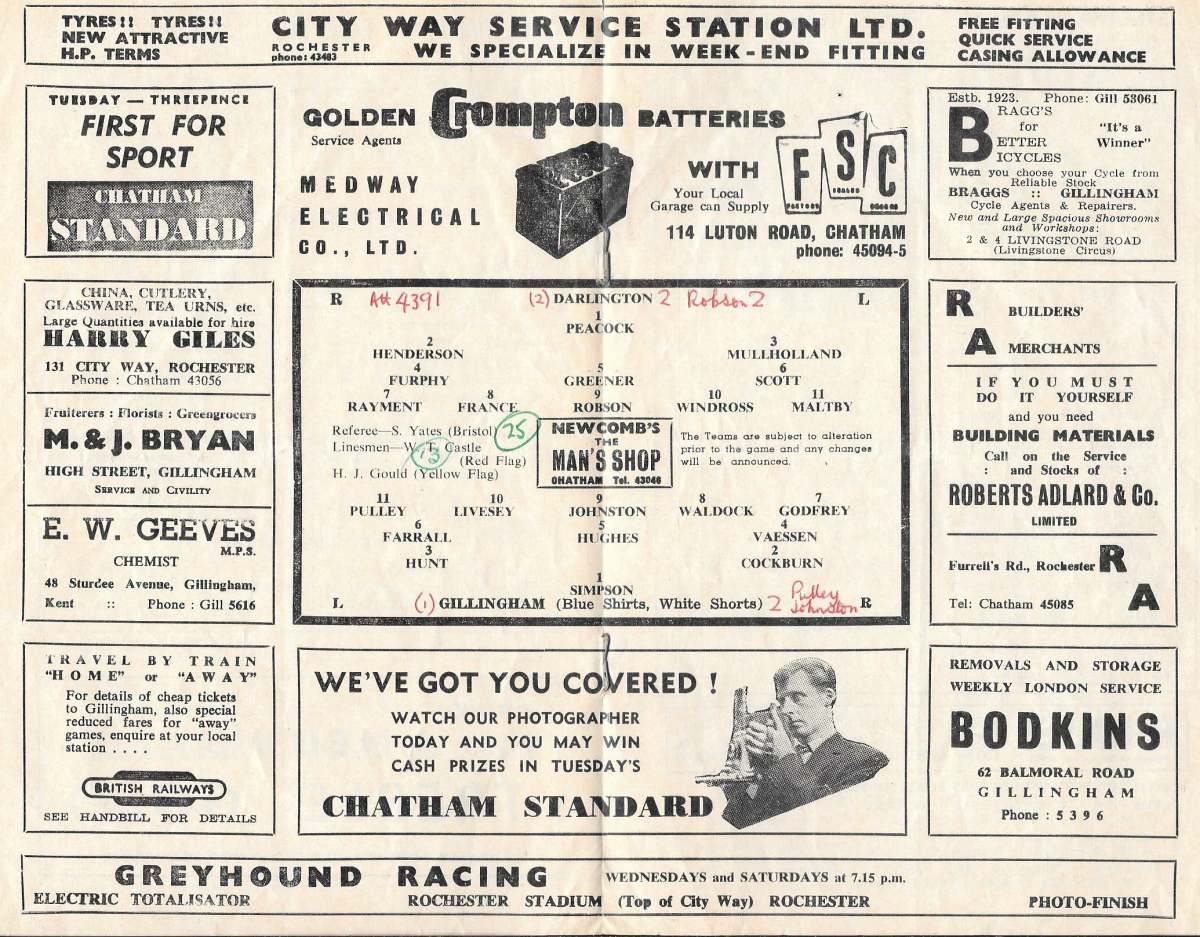 TYRES!! TYRES!!
NEW ATTRACTIVE
H.P. TERMS
CITY WAY SERVICE STATION LTD.
ROCHESTER
phone: 43483
WE SPECIALIZE IN WEEK-END FITTING
FREE FITTING
QUICK SERVICE
CASING ALLOWANCE
TUESDAY — THREEPENCE
FIRST FOR
SPORT
CHATHAM
STANDARD
GOLDEN Crompton BATTERIES
Service Agents
MEDWAY
ELECTRICAL
CO., LTD.
WITH
FSC
Your Local
Garage can Supply
114 LUTON ROAD, CHATHAM
phone: 45094-5
Estb. 1923. Phone: Gill 53061
BRAGG'S
for
BETTER
BICYCLES
"It's a
Winner"
When you choose your Cycle from
Reliable Stock
BRAGGS :: GILLINGHAM
Cycle Agents & Repairers.
New and Large Spacious Showrooms
and Workshops:
2 & 4 LIVINGSTONE ROAD
(Livingstone Circus)
CHINA, CUTLERY,
GLASSWARE, TEA URNS, etc.
Large Quantities available for hire
HARRY GILES
131 CITY WAY, ROCHESTER
Phone : Chatham 43056
Fruiterers : Florists : Greengrocers
M. & J. BRYAN
HIGH STREET, GILLINGHAM
SERVICE AND CIVILITY
E. W. GEEVES
M.P.S.
CHEMIST
48 Sturdee Avenue, Gillingham,
Kent :: Phone : Gill 5616
R Att 4391 (2) DARLINGTON 2 Robson 2 L
1
PEACOCK
2 3
HENDERSON MULLHOLLAND
4 5 6
FURPHY GREENER SCOTT
7 8 9 10 11
RAYMENT FRANCE ROBSON WINDROSS MALTBY
Referee—S. Yates (Bristol)
25
Linesmen—W. T. Castle
(Red Flag)
13
H. J. Gould (Yellow Flag)
NEWCOMB'S
THE
MAN'S SHOP
CHATHAM Tel. 43046
The Teams are subject to alteration
prior to the game and any changes
will be announced.
11 10 9 8 7
PULLEY LIVESEY JOHNSTON WALDOCK GODFREY
6 5 4
FARRALL HUGHES VAESSEN
3 2
HUNT COCKBURN
1
SIMPSON
L (1) GILLINGHAM (Blue Shirts, White Shorts) 2 Pulley
Johnston R
R BUILDERS'
A MERCHANTS
IF YOU MUST
DO IT YOURSELF
and you need
BUILDING MATERIALS
Call on the Service
: and Stocks of :
ROBERTS ADLARD & Co.
LIMITED
Furrell's Rd., Rochester R
Tel: Chatham 45085 A
TRAVEL BY TRAIN
"HOME" or "AWAY"
For details of cheap tickets
to Gillingham, also special
reduced fares for "away"
games, enquire at your local
station . . . .
BRITISH RAILWAYS
SEE HANDBILL FOR DETAILS
WE'VE GOT YOU COVERED !
WATCH OUR PHOTOGRAPHER
TODAY AND YOU MAY WIN
CASH PRIZES IN TUESDAY'S
CHATHAM STANDARD
REMOVALS AND STORAGE
WEEKLY LONDON SERVICE
BODKINS
62 BALMORAL ROAD
GILLINGHAM
Phone : 5396
GREYHOUND RACING WEDNESDAYS and SATURDAYS at 7.15 p.m.
ELECTRIC TOTALISATOR ROCHESTER STADIUM (Top of City Way) ROCHESTER PHOTO-FINISH